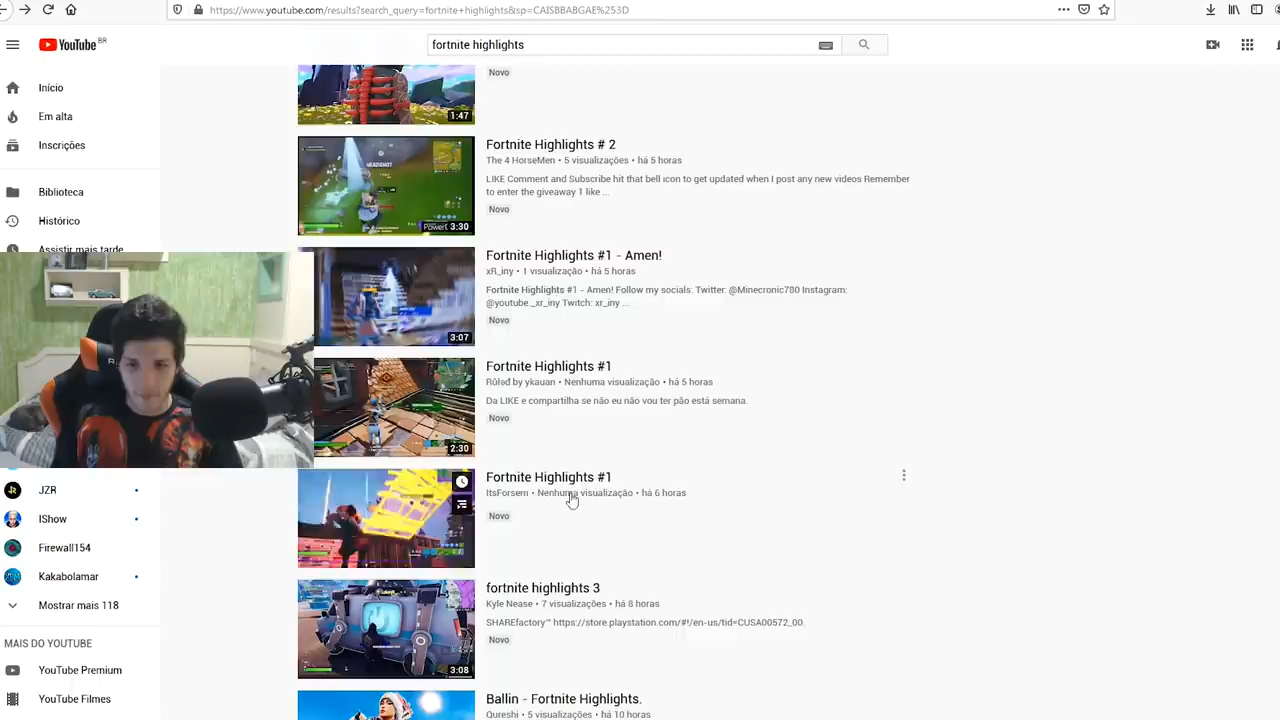 https://www.youtube.com/results?search_query=fortnite+highlights&sp=CAISBBABGAE%253D
YouTube BR
fortnite highlights
Início
Em alta
Inscrições
Biblioteca
Histórico
Assistir mais tarde
JZR
IShow
Firewall154
Kakabolamar
Mostrar mais 118
MAIS DO YOUTUBE
YouTube Premium
YouTube Filmes
1:47
Novo
HEADSHOT
3:30
Fortnite Highlights # 2
The 4 HorseMen • 5 visualizações • há 5 horas
LIKE Comment and Subscribe hit that bell icon to get updated when I post any new videos Remember
to enter the giveaway 1 like ...
Novo
3:07
Fortnite Highlights #1 - Amen!
xR_iny • 1 visualização • há 5 horas
Fortnite Highlights #1 - Amen! Follow my socials: Twitter: @Minecronic780 Instagram:
@youtube._xr_iny Twitch: xr_iny ...
Novo
2:30
Fortnite Highlights #1
Nenhuma visualização • há 5 horas
Da LIKE e compartilha se não eu não vou ter pão está semana.
Novo
Fortnite Highlights #1
ItsForsem • Nenhuma visualização • há 6 horas
Novo
3:08
fortnite highlights 3
Kyle Nease • 7 visualizações • há 8 horas
SHAREfactory™ https://store.playstation.com/#!/en-us/tid=CUSA00572_00.
Novo
Ballin - Fortnite Highlights.
Qureshi • 5 visualizações • há 10 horas